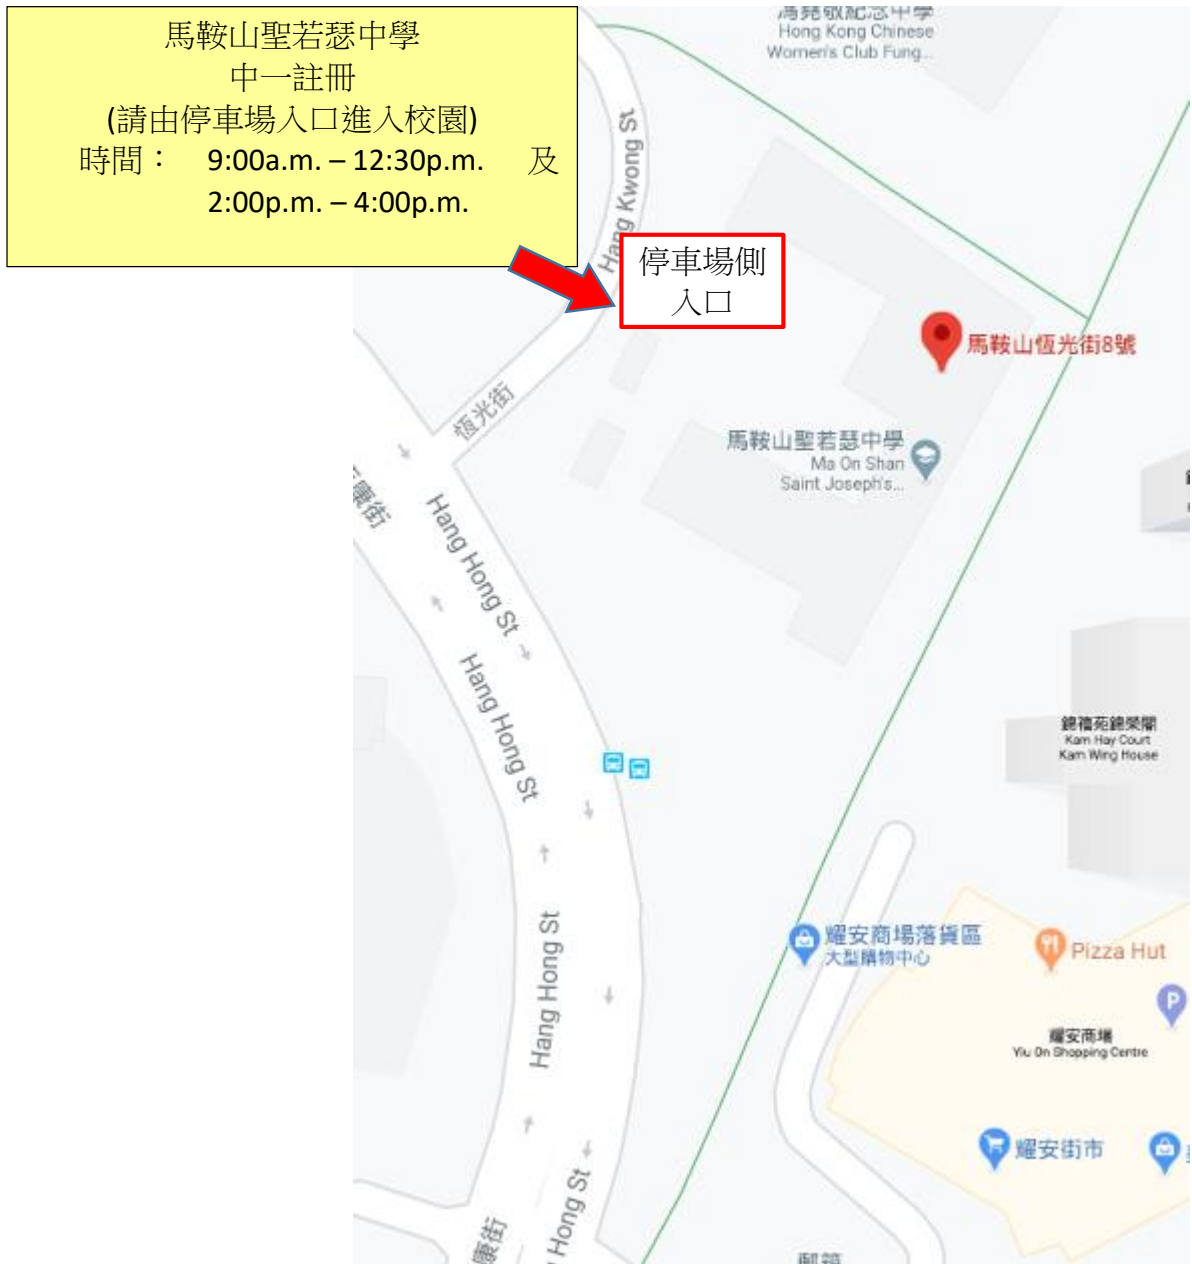 馬鞍山聖若瑟中學
中一註冊
(請由停車場入口進入校園)
時間： 9:00a.m. – 12:30p.m. 及
2:00p.m. – 4:00p.m.
Hong Kong Chinese
Women's Club Fung...
Hang Kwong St
停車場側
入口
馬鞍山恆光街8號
恆光街
馬鞍山聖若瑟中學
Ma On Shan
Saint Joseph's...
康街
Hang Hong St
Hang Hong St
錦禧苑錦榮閣
Kam Hay Court
Kam Wing House
耀安商場落貨區
大型購物中心
Pizza Hut
P
Hang Hong St
耀安商場
Yiu On Shopping Centre
耀安街市
Hong St
康街